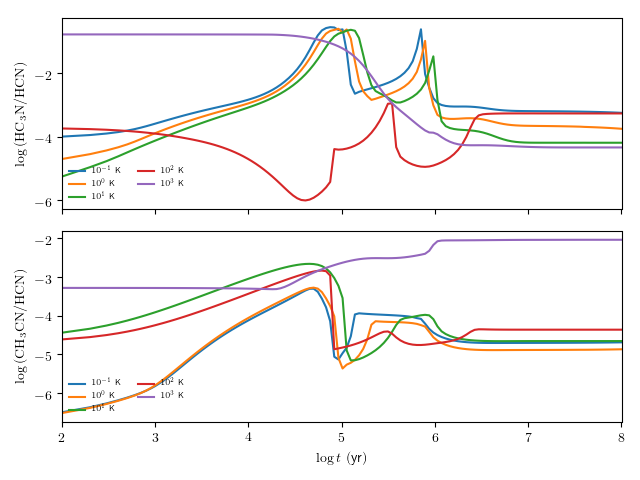 log (HC₃N/HCN)
−2
−4
−6
10⁻¹ K
10⁰ K
10¹ K
10² K
10³ K
log (CH₃CN/HCN)
−2
−3
−4
−5
−6
10⁻¹ K
10⁰ K
10¹ K
10² K
10³ K
2 3 4 5 6 7 8
log t (yr)